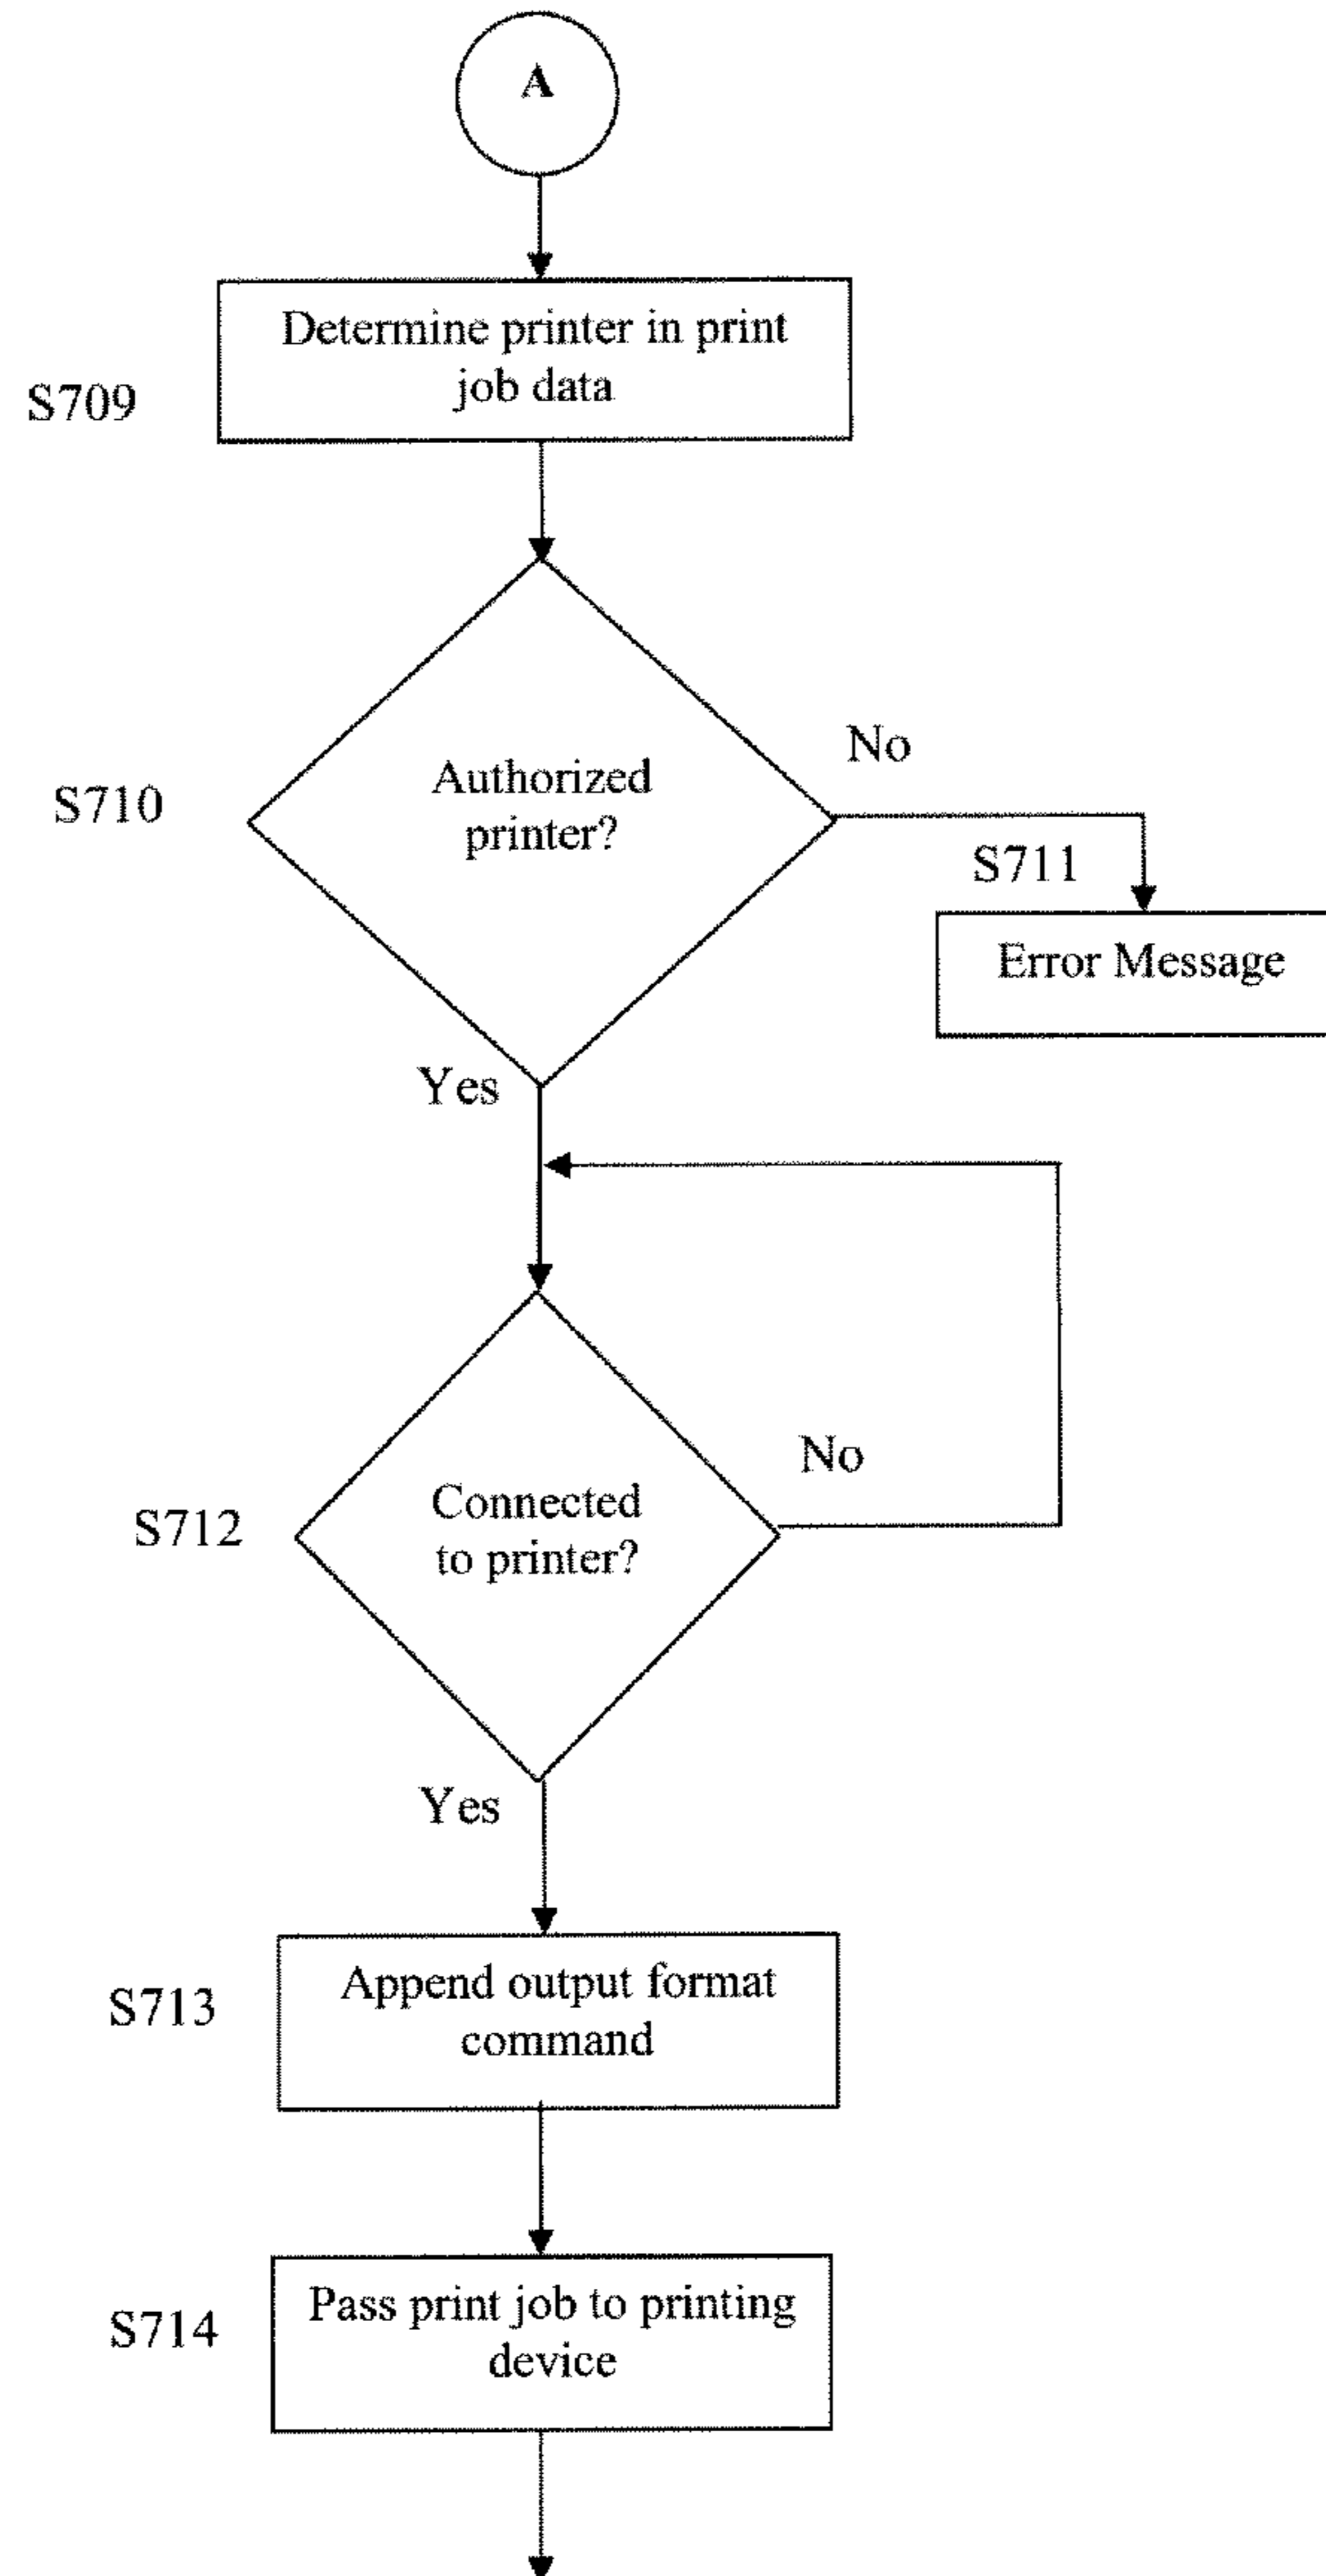 A
Determine printer in print
job data
S709
Authorized
printer?
No
S710
S711
Error Message
Yes
Connected
to printer?
No
S712
Yes
Append output format
command
S713
Pass print job to printing
device
S714